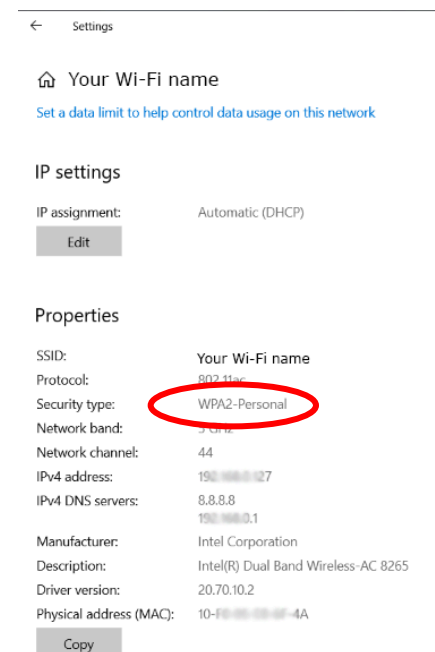 Settings
Your Wi-Fi name
Set a data limit to help control data usage on this network
IP settings
IP assignment: Automatic (DHCP)
Edit
Properties
SSID: Your Wi-Fi name
Protocol: 802.11ac
Security type: WPA2-Personal
Network band: 5 GHz
Network channel: 44
IPv4 address:
IPv4 DNS servers: 8.8.8.8
Manufacturer: Intel Corporation
Description: Intel(R) Dual Band Wireless-AC 8265
Driver version: 20.70.10.2
Physical address (MAC):
Copy